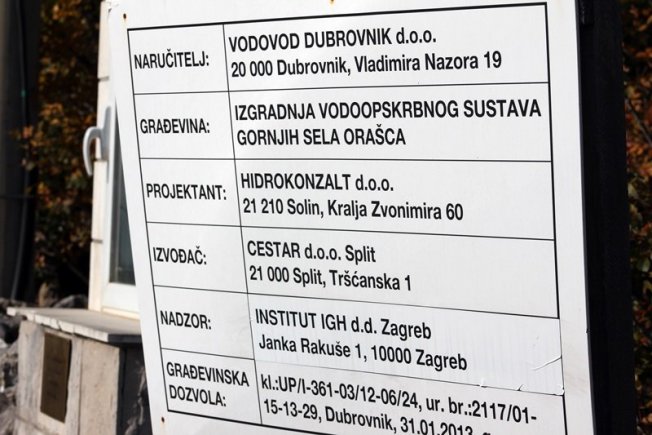 NARUČITELJ: VODOVOD DUBROVNIK d.o.o.
20 000 Dubrovnik, Vladimira Nazora 19
GRAĐEVINA: IZGRADNJA VODOOPSKRBNOG SUSTAVA
GORNJIH SELA ORAŠCA
PROJEKTANT: HIDROKONZALT d.o.o.
21 210 Solin, Kralja Zvonimira 60
IZVOĐAČ: CESTAR d.o.o. Split
21 000 Split, Tršćanska 1
NADZOR: INSTITUT IGH d.d. Zagreb
Janka Rakuše 1, 10000 Zagreb
GRAĐEVINSKA kl.:UP/I-361-03/12-06/24, ur. br.:2117/01-
DOZVOLA: 15-13-29, Dubrovnik, 31.01.2013.